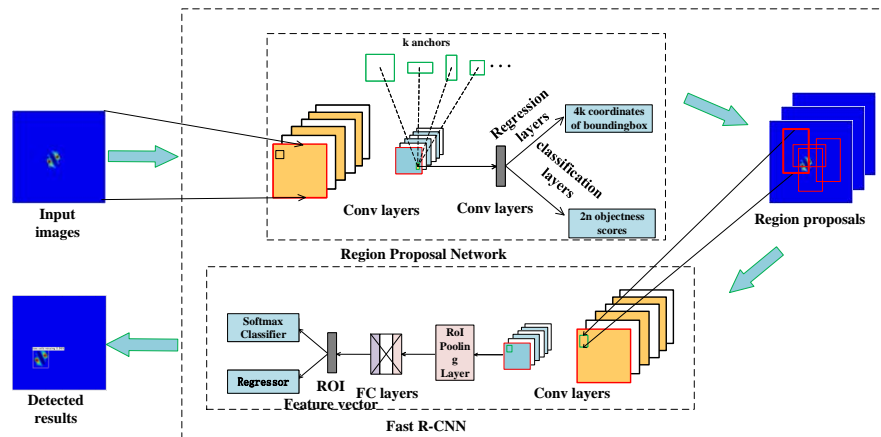 k anchors
Regression
layers
4k coordinates
of boundingbox
classification
layers
2n objectness
scores
Conv layers
Conv layers
Input
images
Region Proposal Network
Region proposals
Softmax
Classifier
Regressor
ROI
Feature vector
FC layers
RoI
Poolin
g
Layer
Conv layers
Detected
results
Fast R-CNN